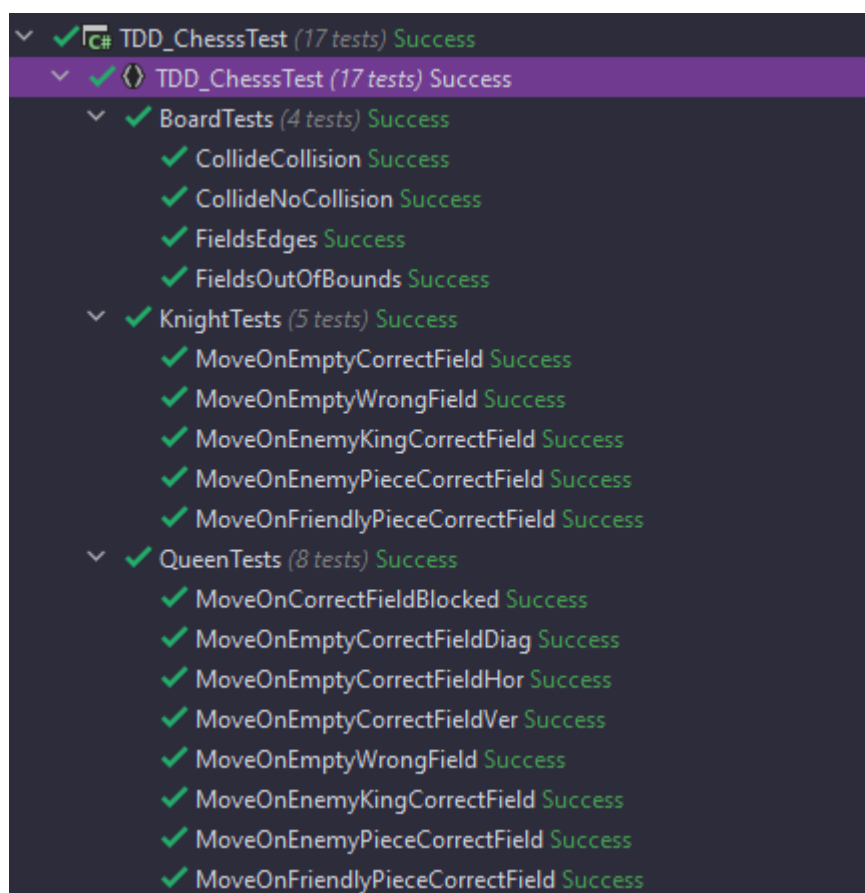 C# TDD_ChesssTest (17 tests) Success
TDD_ChesssTest (17 tests) Success
BoardTests (4 tests) Success
CollideCollision Success
CollideNoCollision Success
FieldsEdges Success
FieldsOutOfBounds Success
KnightTests (5 tests) Success
MoveOnEmptyCorrectField Success
MoveOnEmptyWrongField Success
MoveOnEnemyKingCorrectField Success
MoveOnEnemyPieceCorrectField Success
MoveOnFriendlyPieceCorrectField Success
QueenTests (8 tests) Success
MoveOnCorrectFieldBlocked Success
MoveOnEmptyCorrectFieldDiag Success
MoveOnEmptyCorrectFieldHor Success
MoveOnEmptyCorrectFieldVer Success
MoveOnEmptyWrongField Success
MoveOnEnemyKingCorrectField Success
MoveOnEnemyPieceCorrectField Success
MoveOnFriendlyPieceCorrectField Success